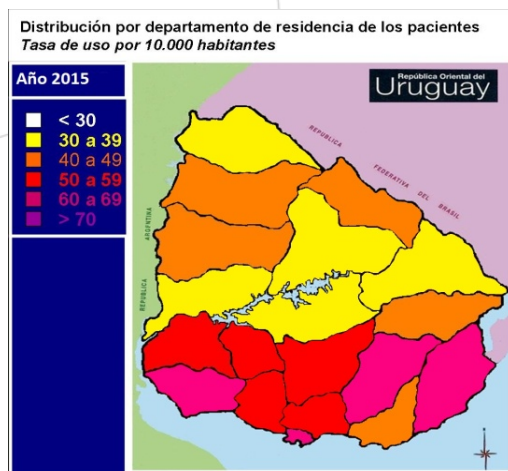 Distribución por departamento de residencia de los pacientes
Tasa de uso por 10.000 habitantes
Año 2015
< 30
30 a 39
40 a 49
50 a 59
60 a 69
> 70
República Oriental del
Uruguay
REPUBLICA
FEDERATIVA DEL BRASIL
REPUBLICA ARGENTINA